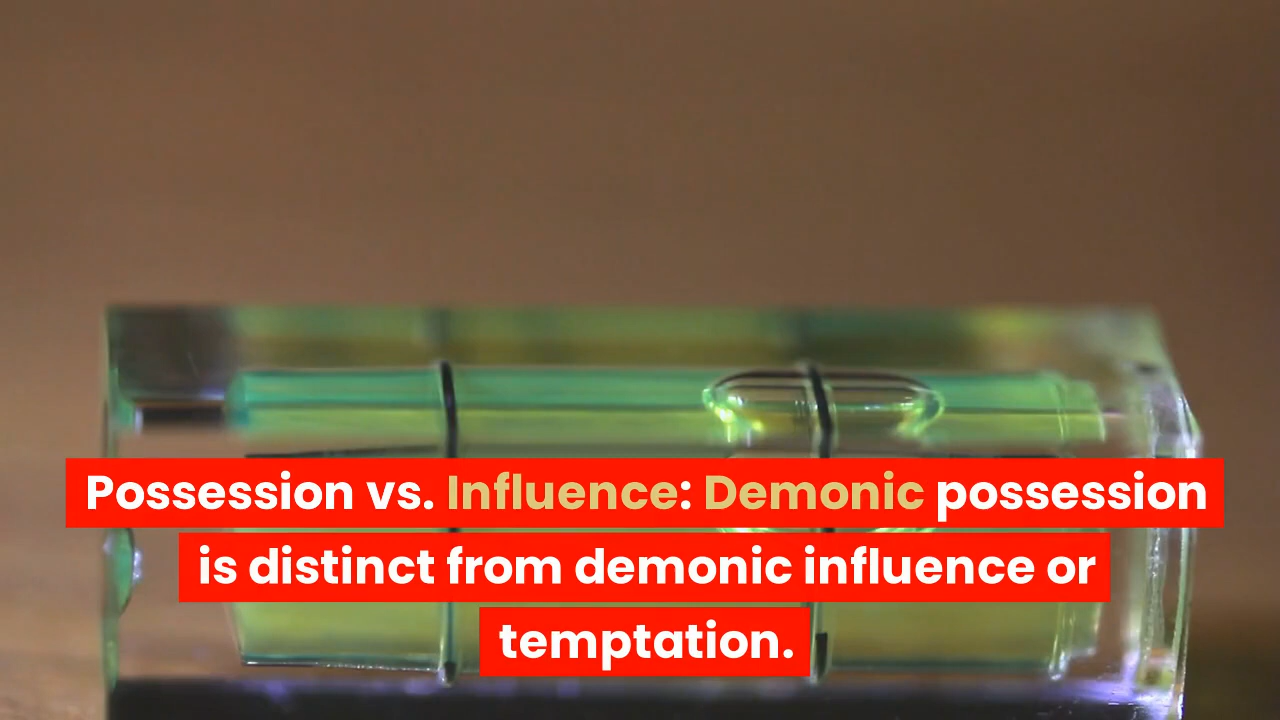 Possession vs. Influence: Demonic possession
is distinct from demonic influence or
temptation.